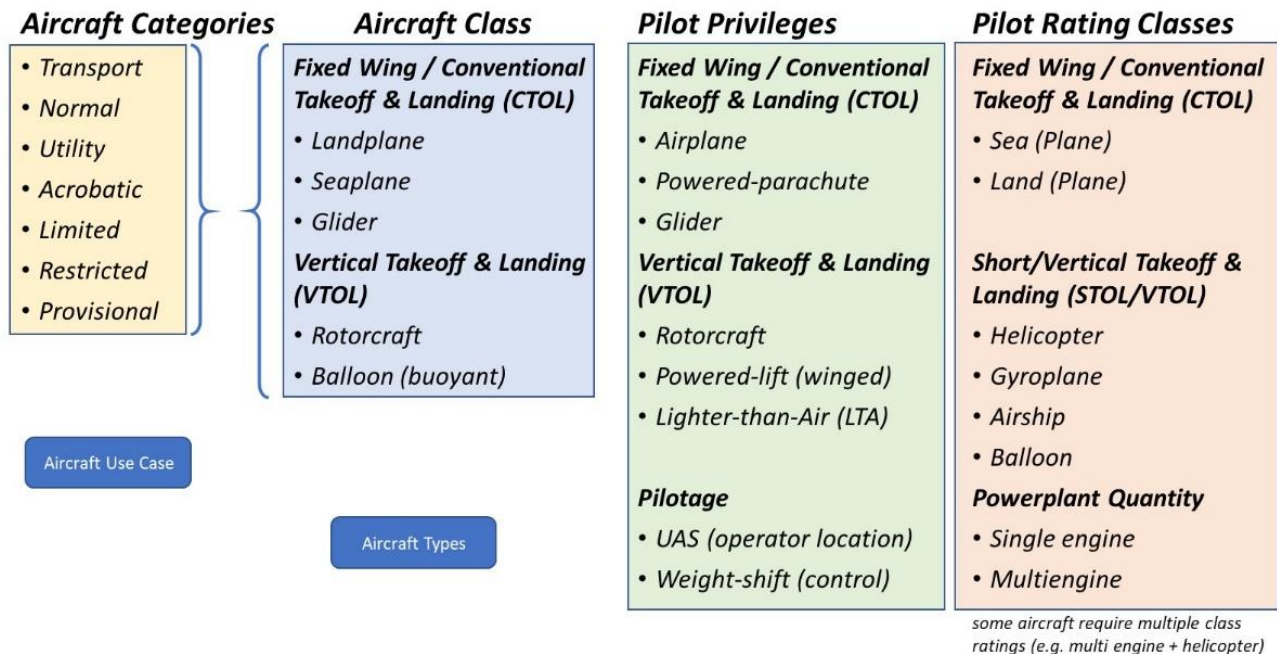 Aircraft Categories
• Transport
• Normal
• Utility
• Acrobatic
• Limited
• Restricted
• Provisional
Aircraft Use Case
Aircraft Class
Fixed Wing / Conventional
Takeoff & Landing (CTOL)
• Landplane
• Seaplane
• Glider
Vertical Takeoff & Landing
(VTOL)
• Rotorcraft
• Balloon (buoyant)
Aircraft Types
Pilot Privileges
Fixed Wing / Conventional
Takeoff & Landing (CTOL)
• Airplane
• Powered-parachute
• Glider
Vertical Takeoff & Landing
(VTOL)
• Rotorcraft
• Powered-lift (winged)
• Lighter-than-Air (LTA)
Pilotage
• UAS (operator location)
• Weight-shift (control)
Pilot Rating Classes
Fixed Wing / Conventional
Takeoff & Landing (CTOL)
• Sea (Plane)
• Land (Plane)
Short/Vertical Takeoff &
Landing (STOL/VTOL)
• Helicopter
• Gyroplane
• Airship
• Balloon
Powerplant Quantity
• Single engine
• Multiengine
some aircraft require multiple class
ratings (e.g. multi engine + helicopter)